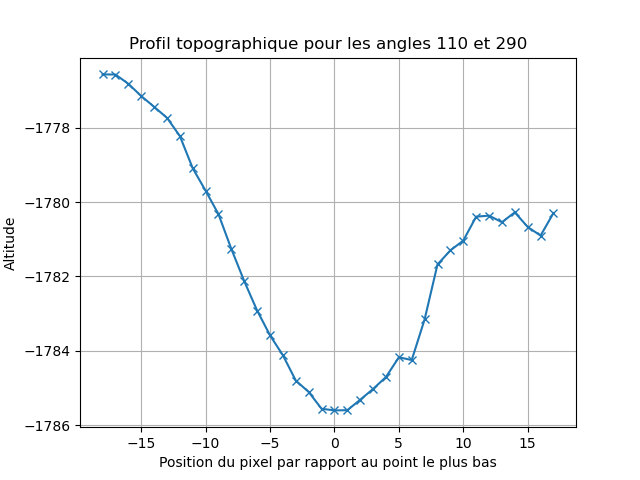 Profil topographique pour les angles 110 et 290
Altitude
−1778
−1780
−1782
−1784
−1786
−15 −10 −5 0 5 10 15
Position du pixel par rapport au point le plus bas